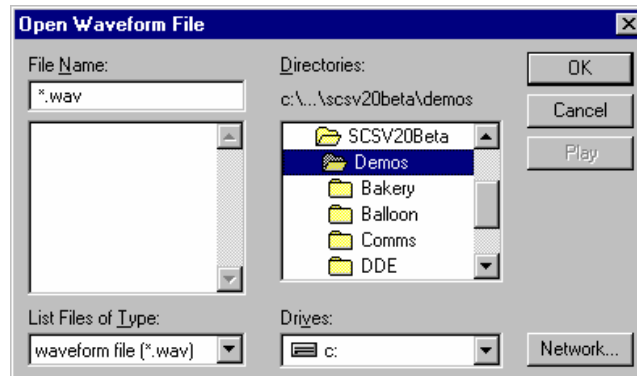 Open Waveform File
File Name:
*.wav
Directories:
c:\...\scsv20beta\demos
SCSV20Beta
Demos
Bakery
Balloon
Comms
DDE
OK
Cancel
Play
List Files of Type:
waveform file (*.wav)
Drives:
c:
Network...